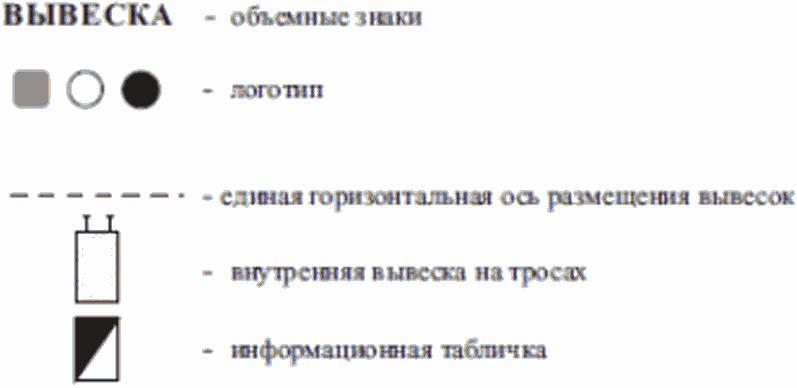 ВЫВЕСКА - объемные знаки
- логотип
- единая горизонтальная ось размещения вывесок
- внутренняя вывеска на тросах
- информационная табличка